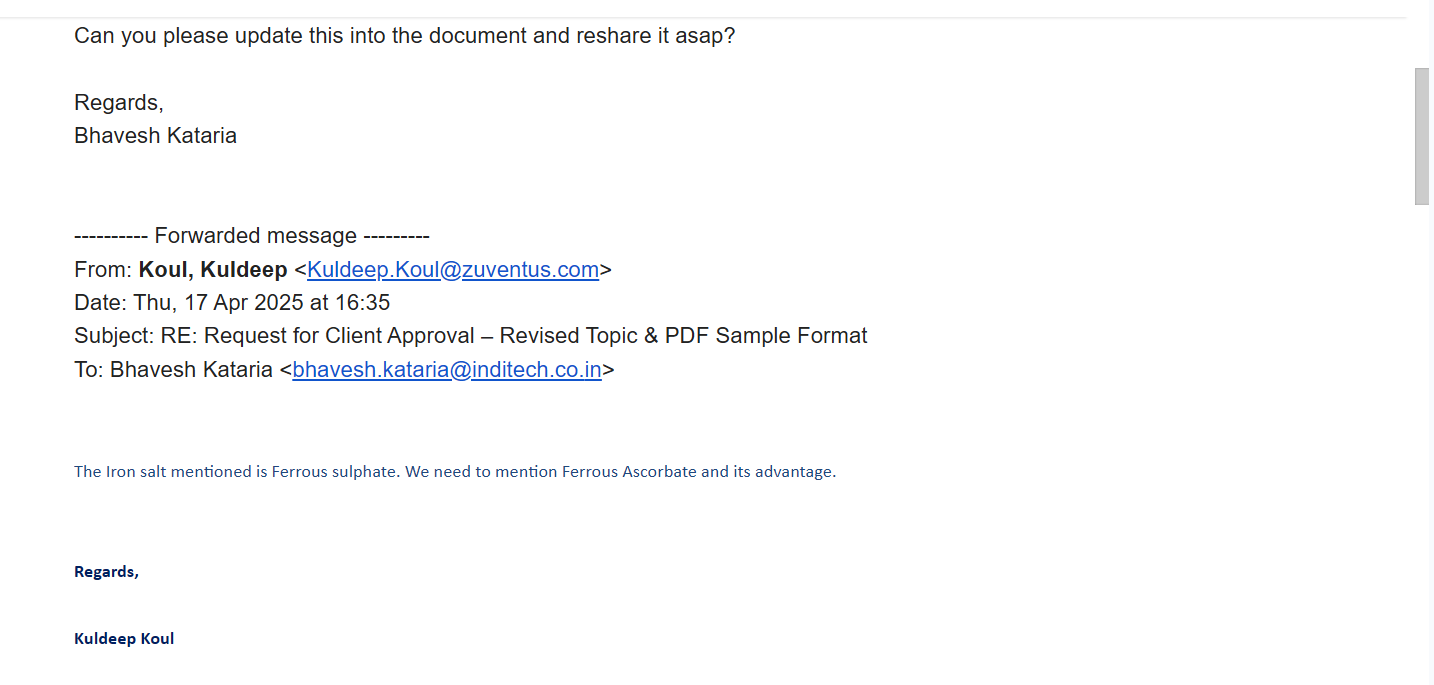 Can you please update this into the document and reshare it asap?
Regards,
Bhavesh Kataria
---------- Forwarded message ---------
From: Koul, Kuldeep <Kuldeep.Koul@zuventus.com>
Date: Thu, 17 Apr 2025 at 16:35
Subject: RE: Request for Client Approval – Revised Topic & PDF Sample Format
To: Bhavesh Kataria <bhavesh.kataria@inditech.co.in>
The Iron salt mentioned is Ferrous sulphate. We need to mention Ferrous Ascorbate and its advantage.
Regards,
Kuldeep Koul